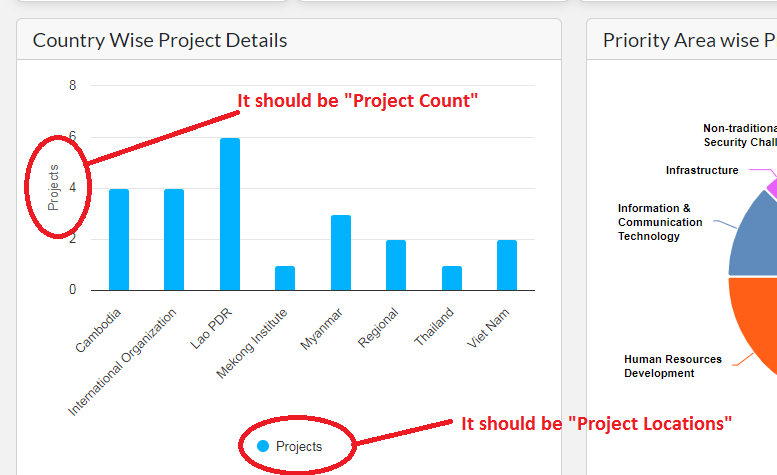 Country Wise Project Details
Priority Area wise P
It should be "Project Count"
8
6
4
2
0
Projects
Cambodia
International Organization
Lao PDR
Mekong Institute
Myanmar
Regional
Thailand
Viet Nam
Projects
It should be "Project Locations"
Non-traditiona
Security Chall
Infrastructure
Information &
Communication
Technology
Human Resources
Development